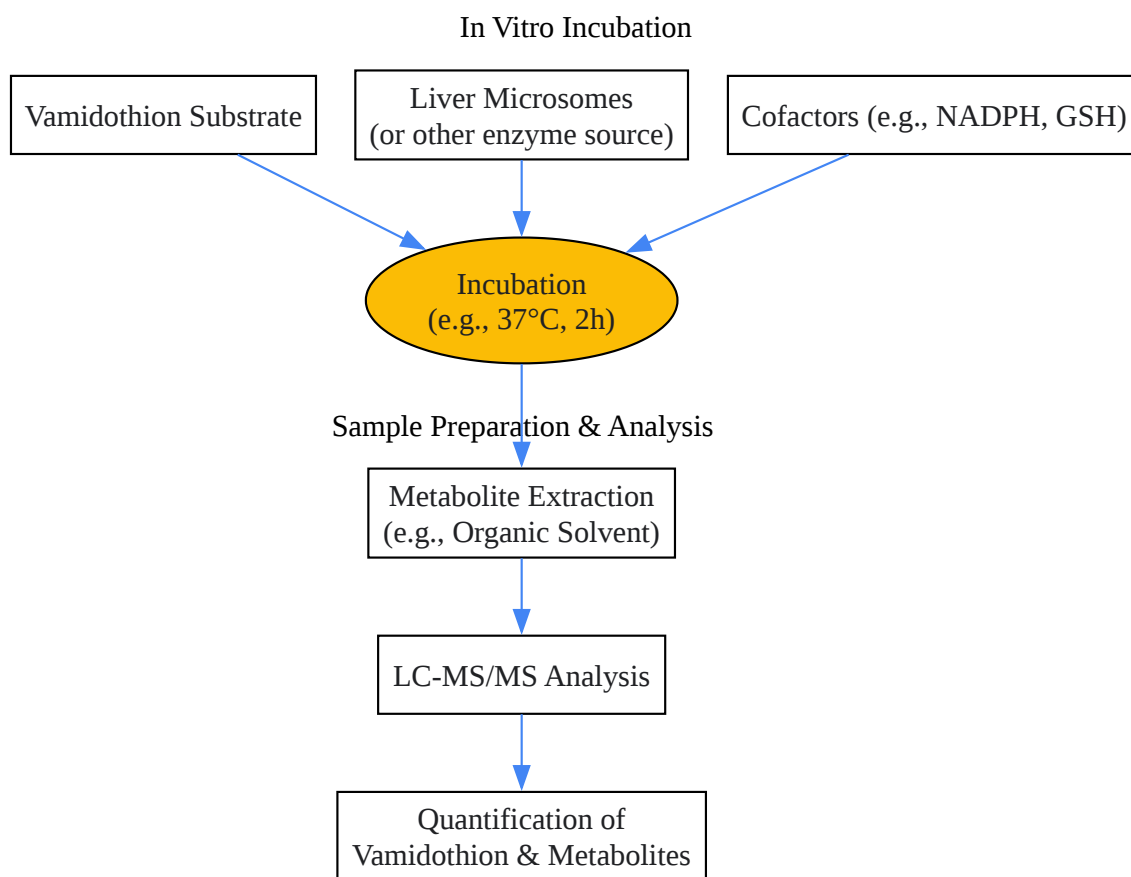 In Vitro Incubation
Vamidothion Substrate
Liver Microsomes
(or other enzyme source)
Cofactors (e.g., NADPH, GSH)
Incubation
(e.g., 37°C, 2h)
Sample Preparation & Analysis
Metabolite Extraction
(e.g., Organic Solvent)
LC-MS/MS Analysis
Quantification of
Vamidothion & Metabolites